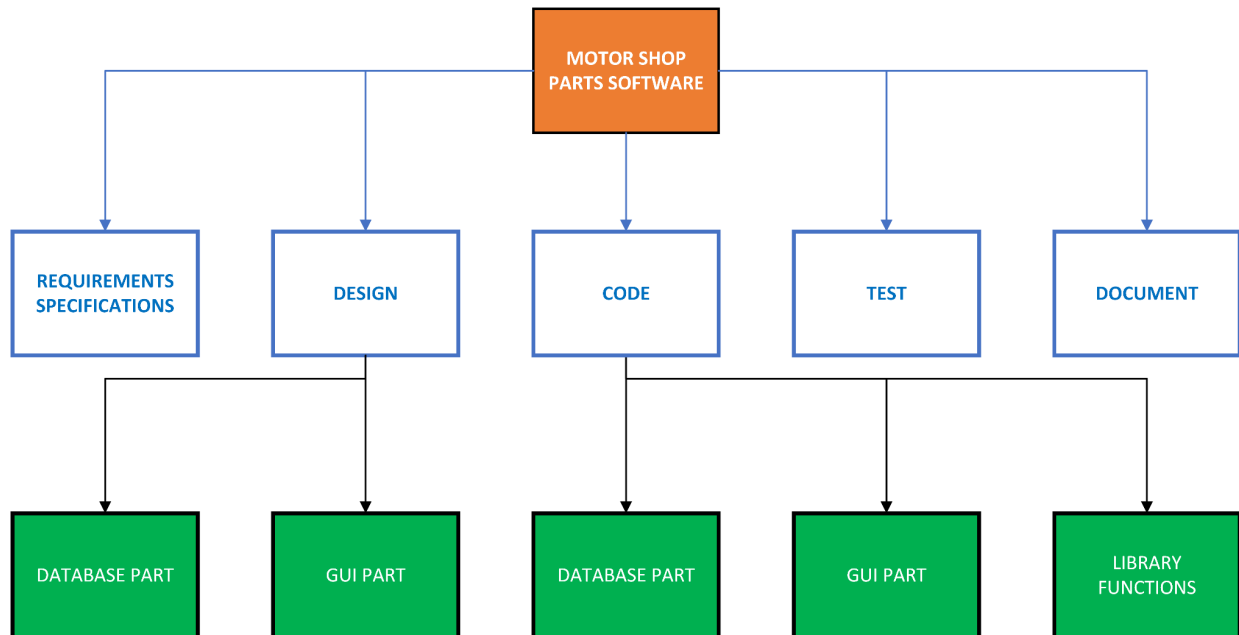 MOTOR SHOP
PARTS SOFTWARE
REQUIREMENTS
SPECIFICATIONS
DESIGN
CODE
TEST
DOCUMENT
DATABASE PART
GUI PART
DATABASE PART
GUI PART
LIBRARY
FUNCTIONS